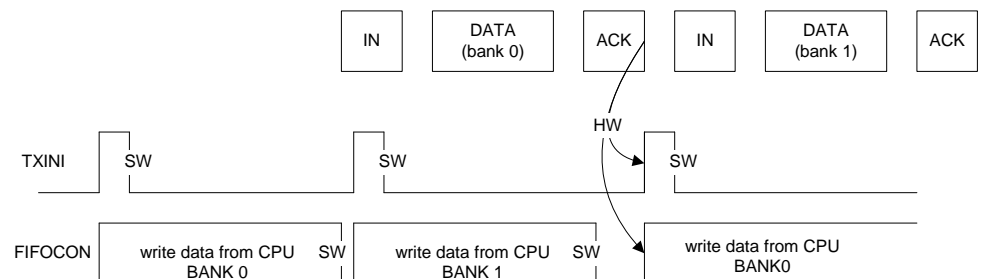 IN
DATA
(bank 0)
ACK
IN
DATA
(bank 1)
ACK
HW
TXINI
SW
SW
SW
FIFOCON
write data from CPU
BANK 0
SW
write data from CPU
BANK 1
SW
write data from CPU
BANK0